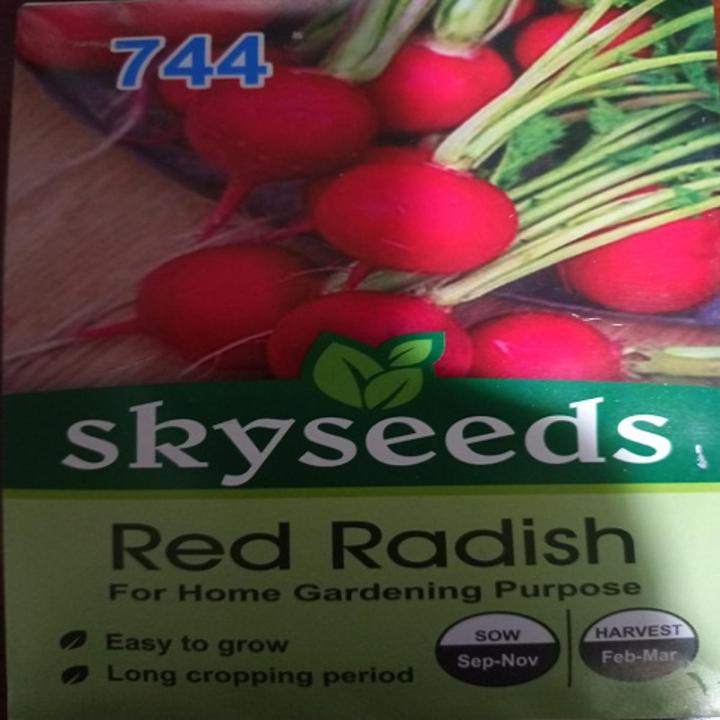 744
skyseeds
Red Radish
For Home Gardening Purpose
Easy to grow
Long cropping period
SOW
Sep-Nov
HARVEST
Feb-Mar